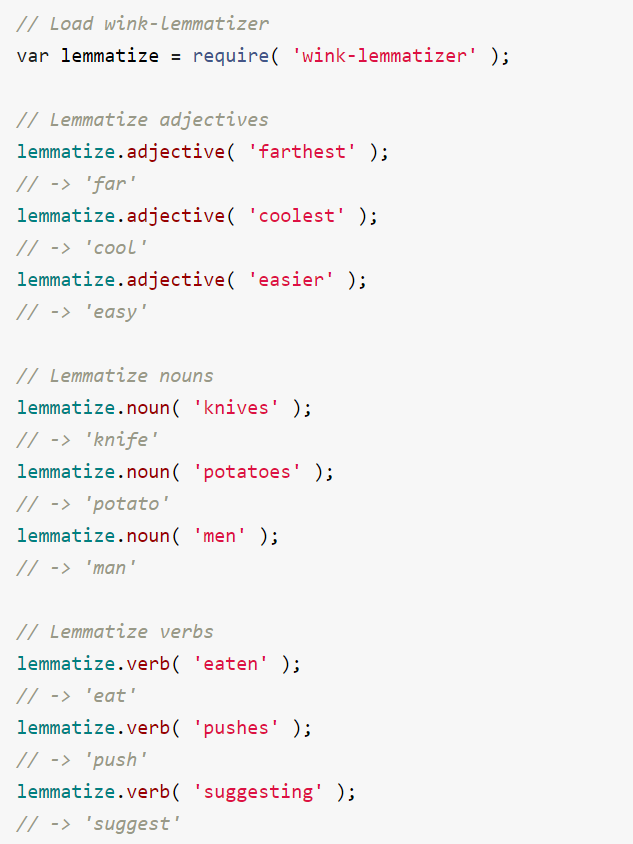 // Load wink-lemmatizer
var lemmatize = require( 'wink-lemmatizer' );
// Lemmatize adjectives
lemmatize.adjective( 'farthest' );
// -> 'far'
lemmatize.adjective( 'coolest' );
// -> 'cool'
lemmatize.adjective( 'easier' );
// -> 'easy'
// Lemmatize nouns
lemmatize.noun( 'knives' );
// -> 'knife'
lemmatize.noun( 'potatoes' );
// -> 'potato'
lemmatize.noun( 'men' );
// -> 'man'
// Lemmatize verbs
lemmatize.verb( 'eaten' );
// -> 'eat'
lemmatize.verb( 'pushes' );
// -> 'push'
lemmatize.verb( 'suggesting' );
// -> 'suggest'